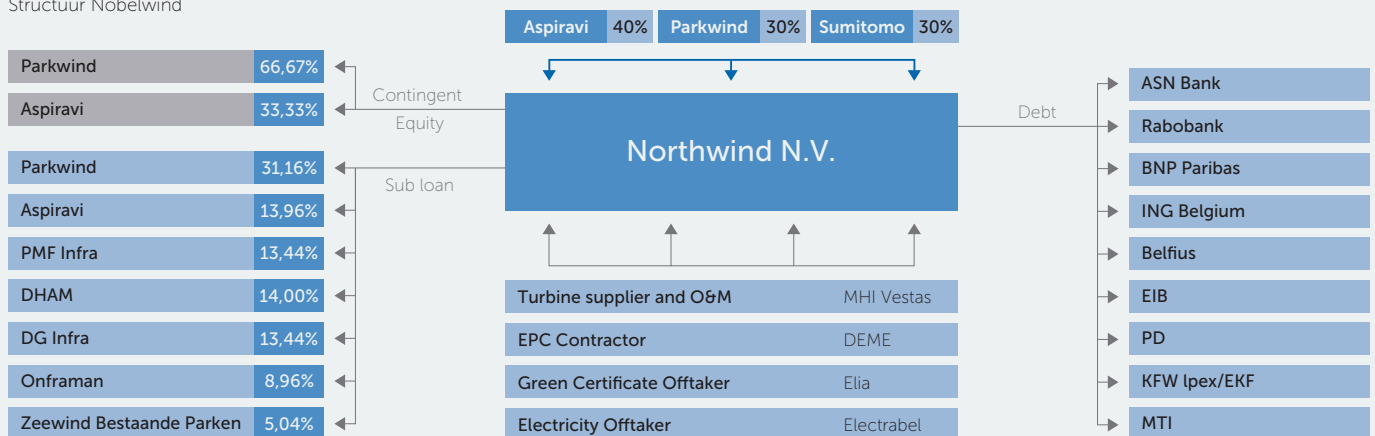 Structuur Nobelwind
Aspiravi 40% Parkwind 30% Sumitomo 30%
Parkwind 66,67%
Aspiravi 33,33%
Contingent
Equity
Parkwind 31,16%
Aspiravi 13,96%
PMF Infra 13,44%
DHAM 14,00%
DG Infra 13,44%
Onframan 8,96%
Zeewind Bestaande Parken 5,04%
Sub loan
Northwind N.V.
Turbine supplier and O&M MHI Vestas
EPC Contractor DEME
Green Certificate Offtaker Elia
Electricity Offtaker Electrabel
Debt
ASN Bank
Rabobank
BNP Paribas
ING Belgium
Belfius
EIB
PD
KFW lpex/EKF
MTI